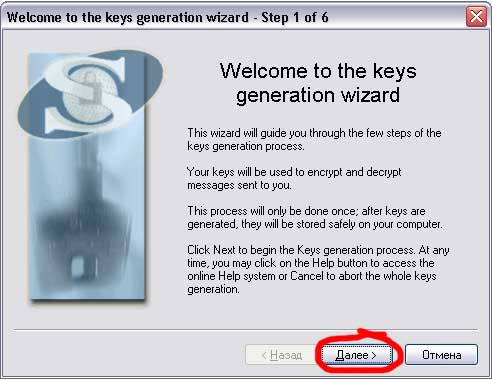 Welcome to the keys generation wizard - Step 1 of 6
Welcome to the keys
generation wizard
This wizard will guide you through the few steps of the
keys generation process.
Your keys will be used to encrypt and decrypt
messages sent to you.
This process will only be done once; after keys are
generated, they will be stored safely on your computer.
Click Next to begin the Keys generation process. At any
time, you may click on the Help button to access the
online Help system or Cancel to abort the whole keys
generation.
< Назад Далее > Отмена